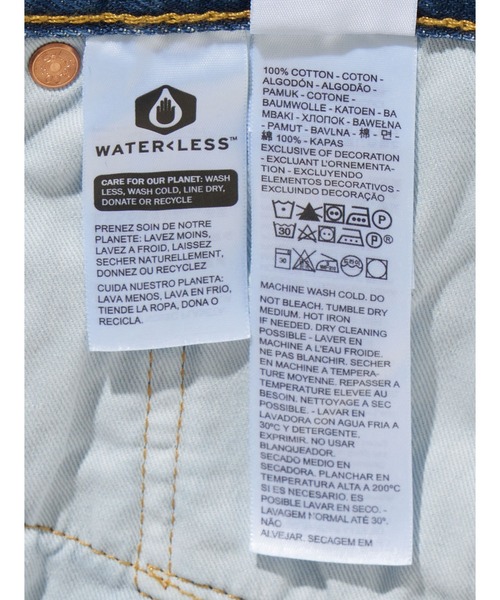 WATER<LESS™
CARE FOR OUR PLANET: WASH
LESS, WASH COLD, LINE DRY,
DONATE OR RECYCLE
PRENEZ SOIN DE NOTRE
PLANETE: LAVEZ MOINS,
LAVEZ A FROID, LAISSEZ
SECHER NATURELLEMENT,
DONNEZ OU RECYCLEZ
CUIDA NUESTRO PLANETA:
LAVA MENOS, LAVA EN FRIO,
TIENDE LA ROPA, DONA O
RECICLA.
100% COTTON - COTON -
ALGODÓN - ALGODÃO -
PAMUK - COTONE -
BAUMWOLLE - KATOEN - BA
MBAKI - ХЛОПОК - BAWEŁNA
- PAMUT - BAVLNA - 棉 - 면 -
綿 100% - KAPAS
EXCLUSIVE OF DECORATION
- EXCLUANT L'ORNEMENTA-
TION - EXCLUYENDO
ELEMENTOS DECORATIVOS -
EXCLUINDO DECORAÇÃO
P
30 P ®
30
MACHINE WASH COLD. DO
NOT BLEACH. TUMBLE DRY
MEDIUM. HOT IRON
IF NEEDED. DRY CLEANING
POSSIBLE - LAVER EN
MACHINE A L'EAU FROIDE.
NE PAS BLANCHIR. SECHER
EN MACHINE A TEMPERA-
TURE MOYENNE. REPASSER A
TEMPERATURE ELEVEE AU
BESOIN. NETTOYAGE A SEC
POSSIBLE. - LAVAR EN
LAVADORA CON AGUA FRIA A
30ºC Y DETERGENTE.
EXPRIMIR. NO USAR
BLANQUEADOR.
SECADO MEDIO EN
SECADORA. PLANCHAR EN
TEMPERATURA ALTA A 200ºC
SI ES NECESARIO. ES
POSIBLE LAVAR EN SECO. -
LAVAGEM NORMAL ATÉ 30°.
NÃO
ALVEJAR. SECAGEM EM